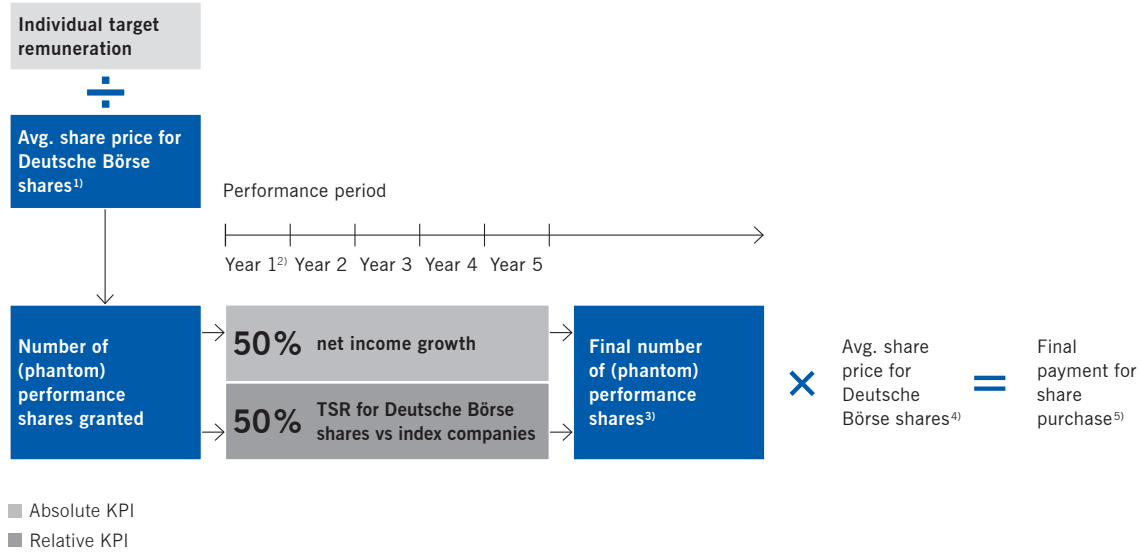 Individual target
remuneration
÷
Avg. share price for
Deutsche Börse
shares¹⁾
Performance period
Year 1²⁾ Year 2 Year 3 Year 4 Year 5
Number of
(phantom)
performance
shares granted
50% net income growth
50% TSR for Deutsche Börse
shares vs index companies
Final number
of (phantom)
performance
shares³⁾
×
Avg. share
price for
Deutsche
Börse shares⁴⁾
=
Final
payment for
share
purchase⁵⁾
Absolute KPI
Relative KPI